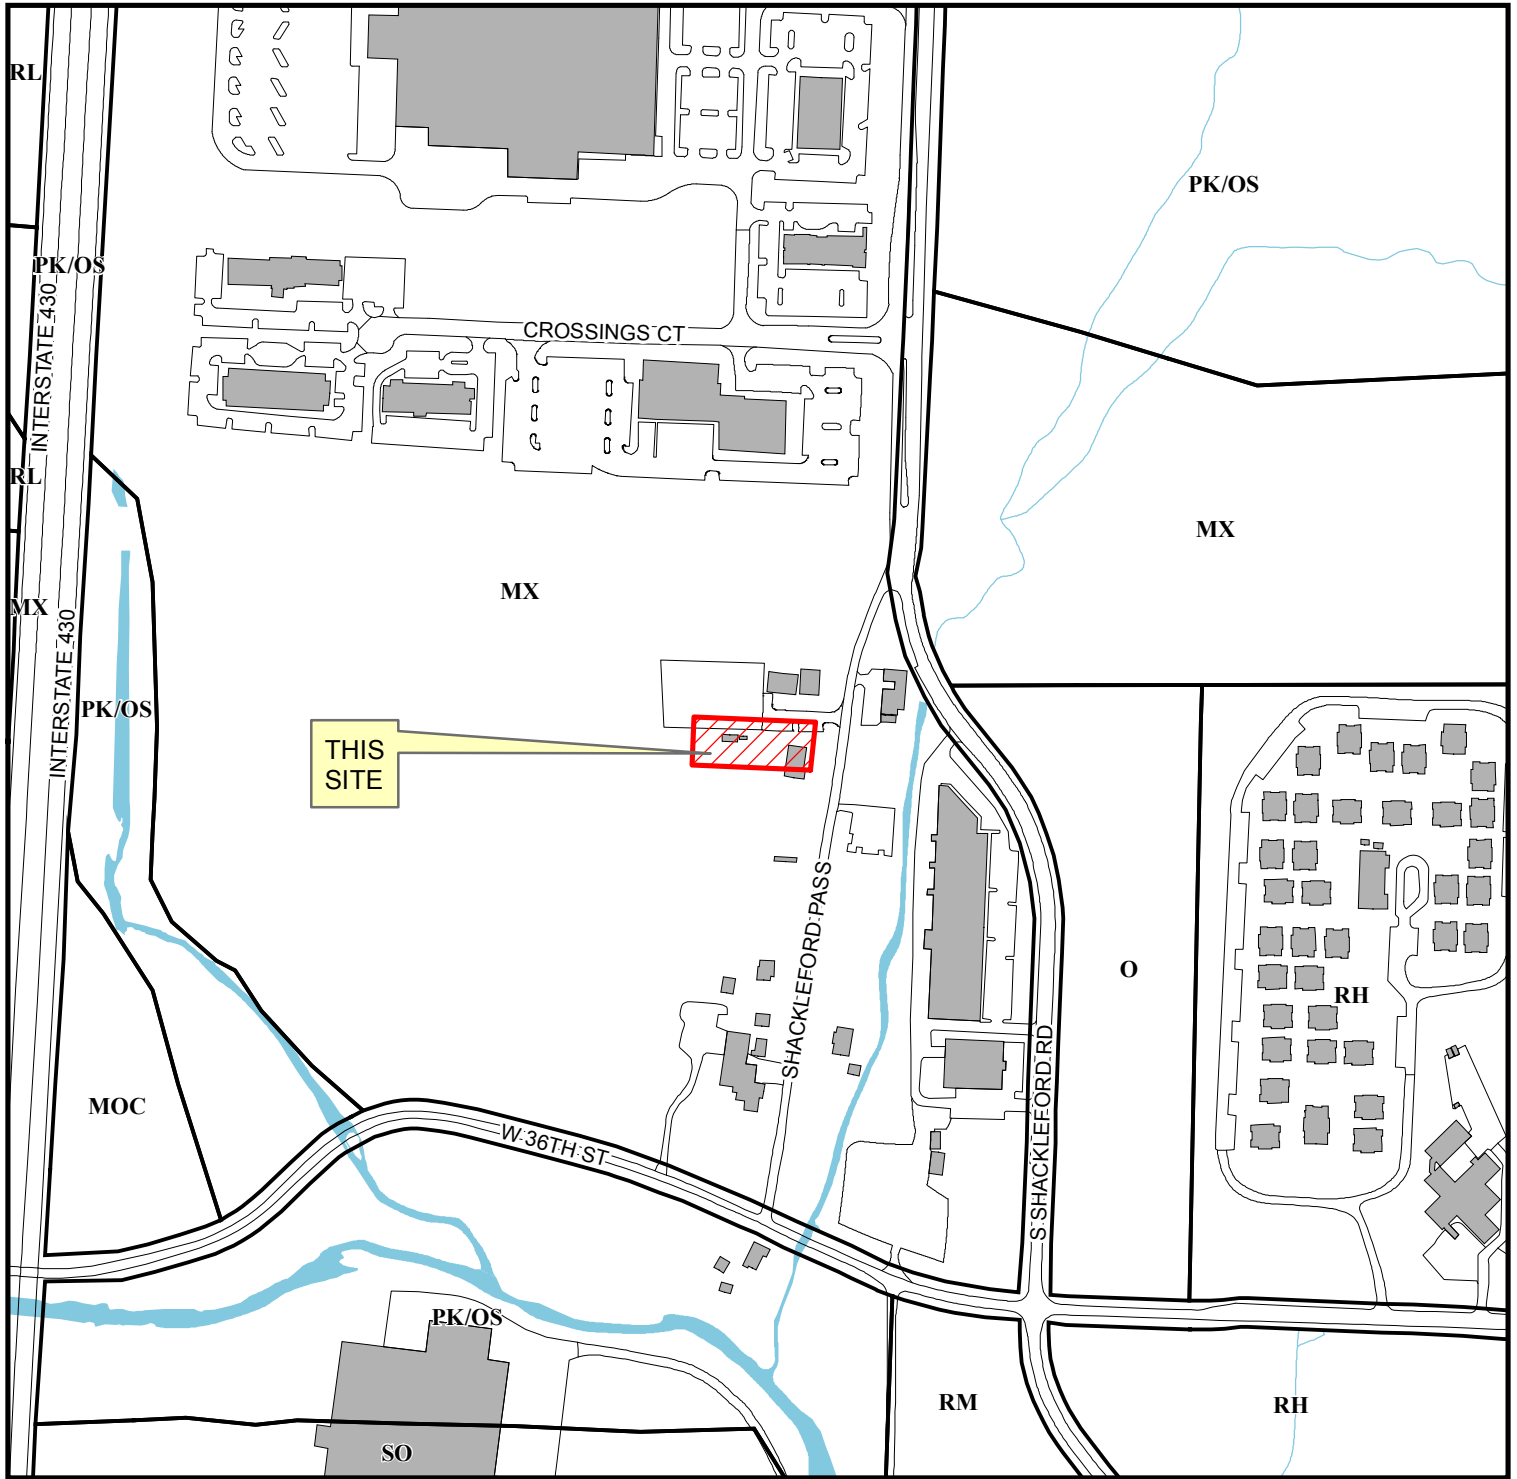 RL
PK/OS
PK/OS
INTERSTATE 430
CROSSINGS CT
RL
MX
MX
MX
INTERSTATE 430
PK/OS
THIS
SITE
SHACKLEFORD PASS
O
RH
S SHACKLEFORD RD
MOC
W 36TH ST
PK/OS
RM
RH
SO